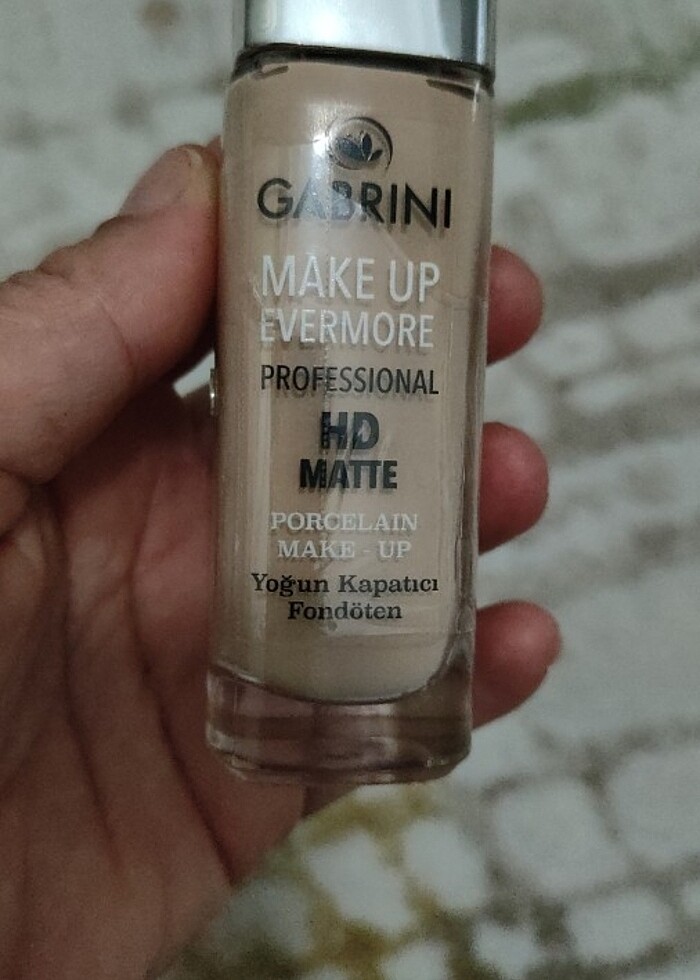 GABRINI
MAKE UP
EVERMORE
PROFESSIONAL
HD
MATTE
PORCELAIN
MAKE - UP
Yoğun Kapatıcı
Fondöten